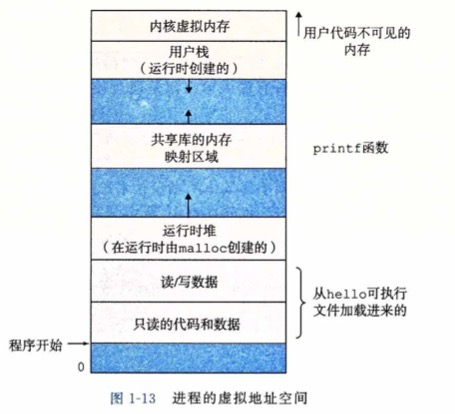 内核虚拟内存
用户代码不可见的
内存
用户栈
(运行时创建的)
共享库的内存
映射区域
printf函数
运行时堆
(在运行时由malloc创建的)
读/写数据
从hello可执行
文件加载进来的
只读的代码和数据
程序开始
0
图 1-13 进程的虚拟地址空间